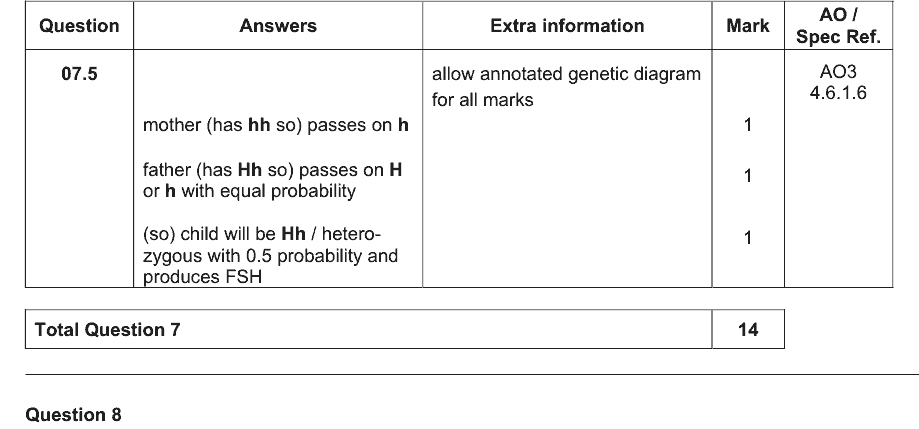 Question Answers Extra information Mark AO /
Spec Ref.
07.5 allow annotated genetic diagram AO3
for all marks 4.6.1.6
mother (has hh so) passes on h 1
father (has Hh so) passes on H 1
or h with equal probability
(so) child will be Hh / hetero- 1
zygous with 0.5 probability and
produces FSH
Total Question 7 14
Question 8